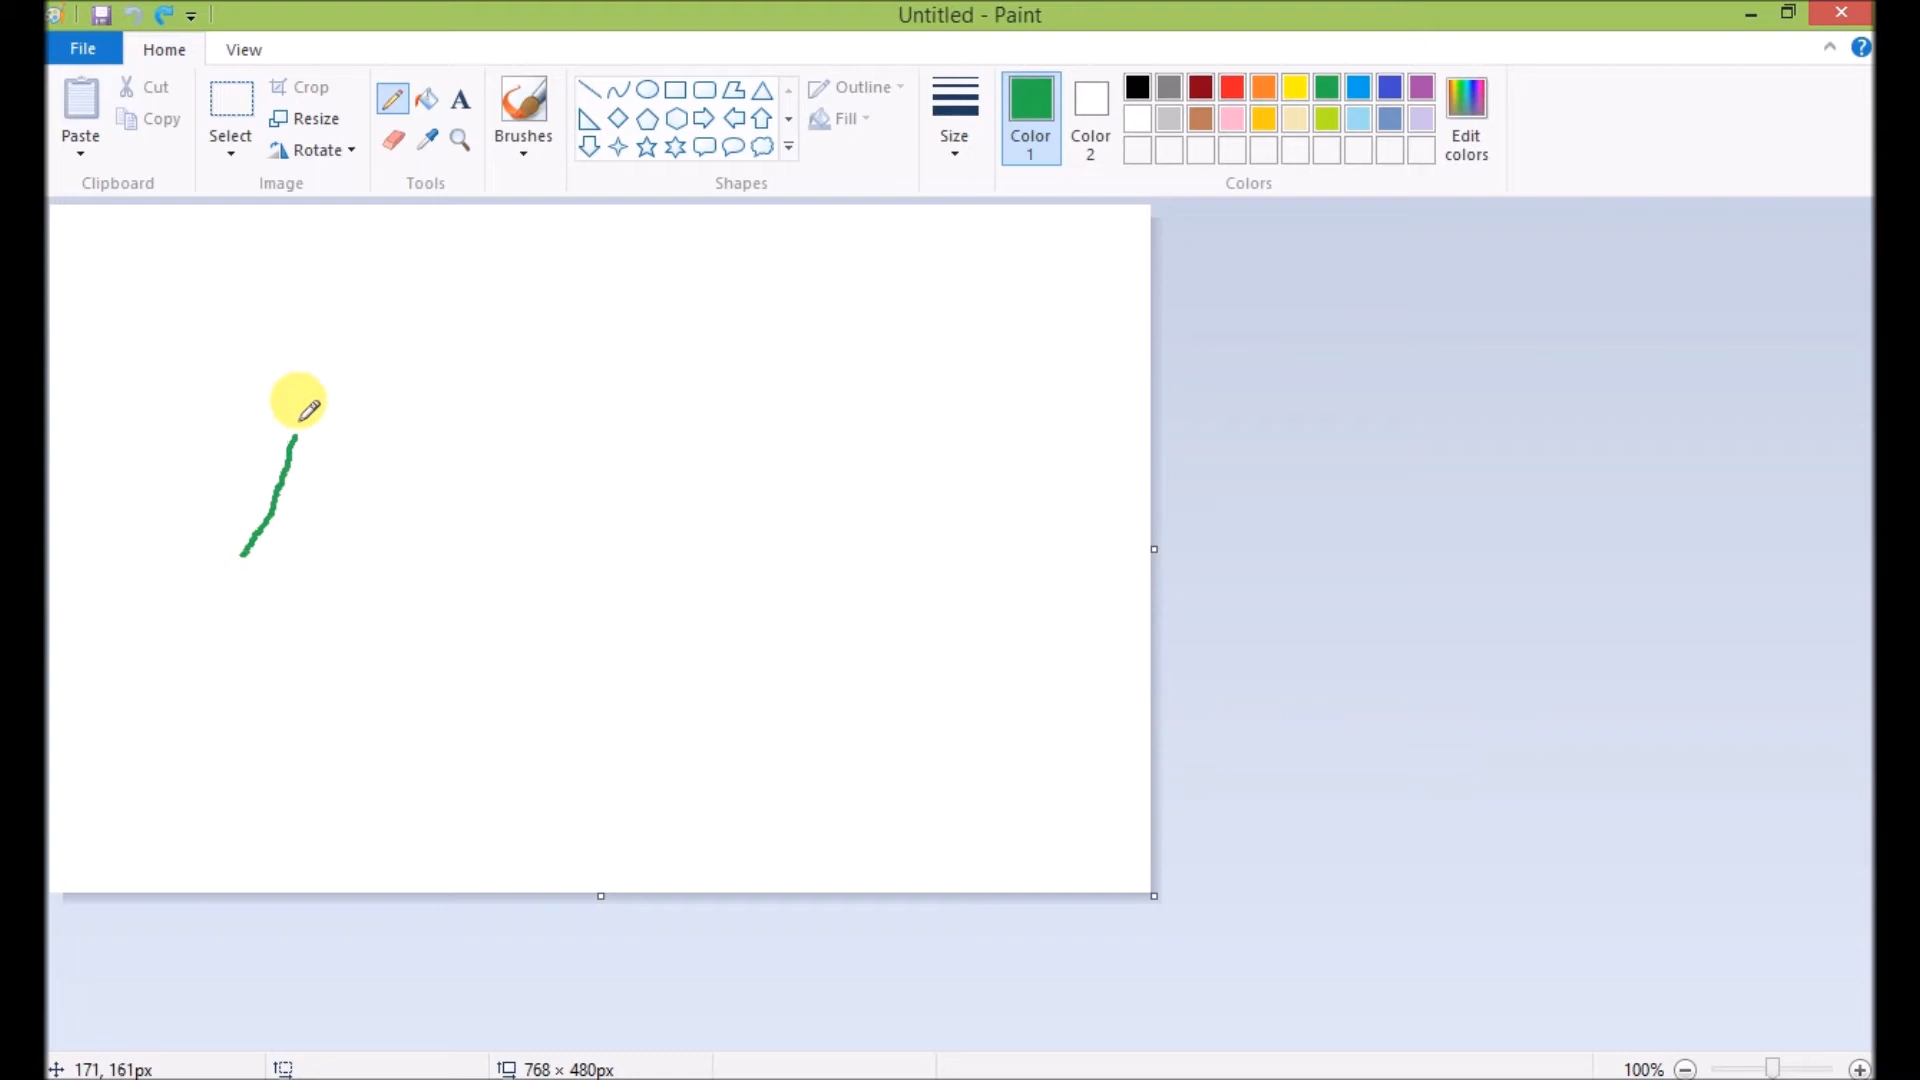 Untitled - Paint
File Home View
Paste
Cut
Copy
Clipboard
Select
Crop
Resize
Rotate
Image
A
Tools
Brushes
Outline
Fill
Shapes
Size
Color
1
Color
2
Edit
colors
Colors
?
171, 161px 768 × 480px 100%